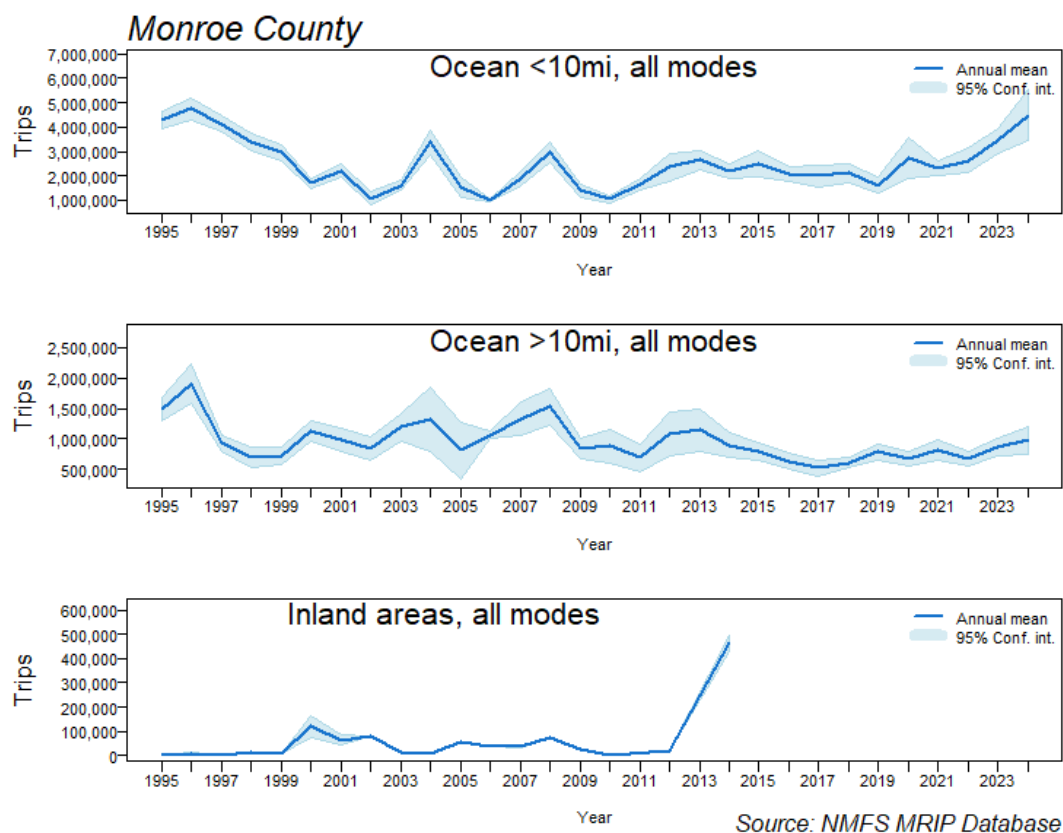 Monroe County
Ocean <10mi, all modes
Annual mean
95% Conf. int.
Trips
7,000,000
6,000,000
5,000,000
4,000,000
3,000,000
2,000,000
1,000,000
1995 1997 1999 2001 2003 2005 2007 2009 2011 2013 2015 2017 2019 2021 2023
Year
Ocean >10mi, all modes
Annual mean
95% Conf. int.
Trips
2,500,000
2,000,000
1,500,000
1,000,000
500,000
1995 1997 1999 2001 2003 2005 2007 2009 2011 2013 2015 2017 2019 2021 2023
Year
Inland areas, all modes
Annual mean
95% Conf. int.
Trips
600,000
500,000
400,000
300,000
200,000
100,000
0
1995 1997 1999 2001 2003 2005 2007 2009 2011 2013 2015 2017 2019 2021 2023
Year
Source: NMFS MRIP Database